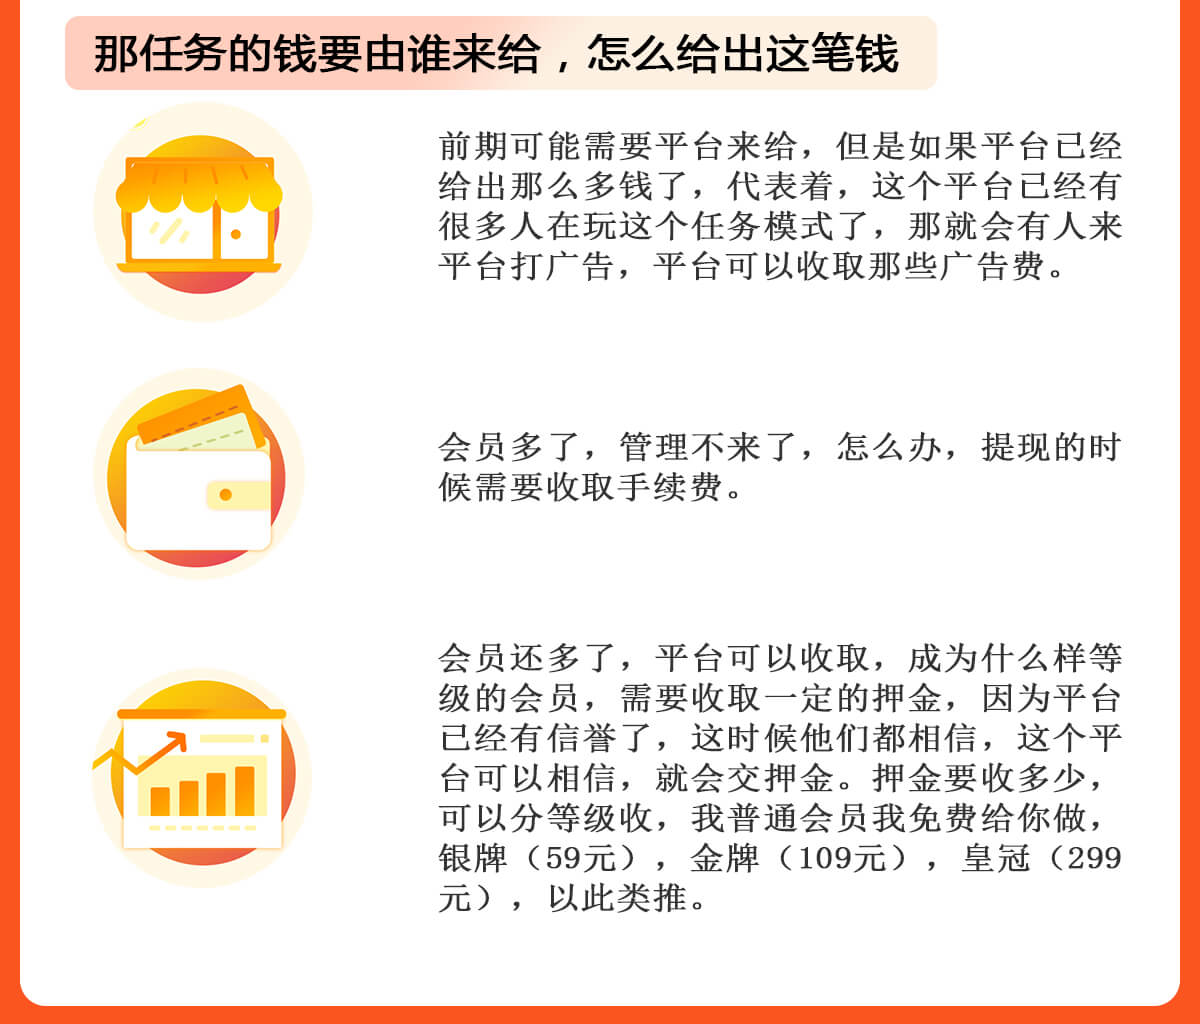 那任务的钱要由谁来给，怎么给出这笔钱
前期可能需要平台来给，但是如果平台已经
给出那么多钱了，代表着，这个平台已经有
很多人在玩这个任务模式了，那就会有人来
平台打广告，平台可以收取那些广告费。
会员多了，管理不来了，怎么办，提现的时
候需要收取手续费。
会员还多了，平台可以收取，成为什么样等
级的会员，需要收取一定的押金，因为平台
已经有信誉了，这时候他们都相信，这个平
台可以相信，就会交押金。押金要收多少，
可以分等级收，我普通会员我免费给你做，
银牌（59元），金牌（109元），皇冠（299
元），以此类推。